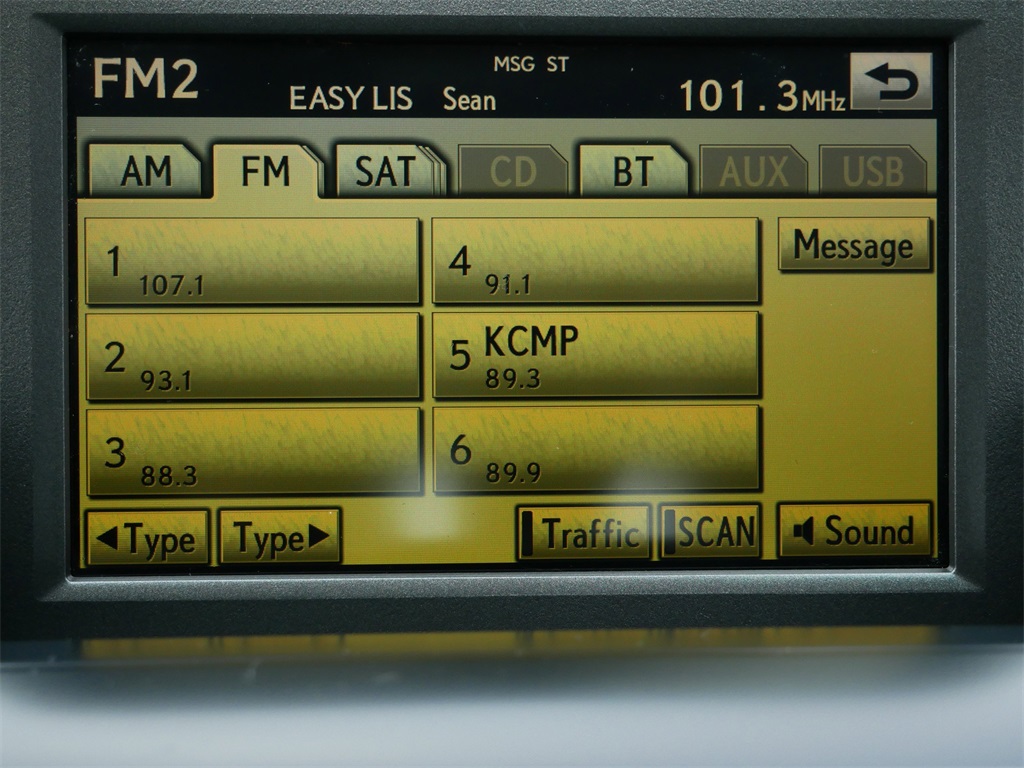 FM2
MSG ST
EASY LIS Sean
101.3MHz
AM FM SAT CD BT AUX USB
1 107.1
4 91.1
Message
2 93.1
5 KCMP 89.3
3 88.3
6 89.9
Type Type Traffic SCAN Sound